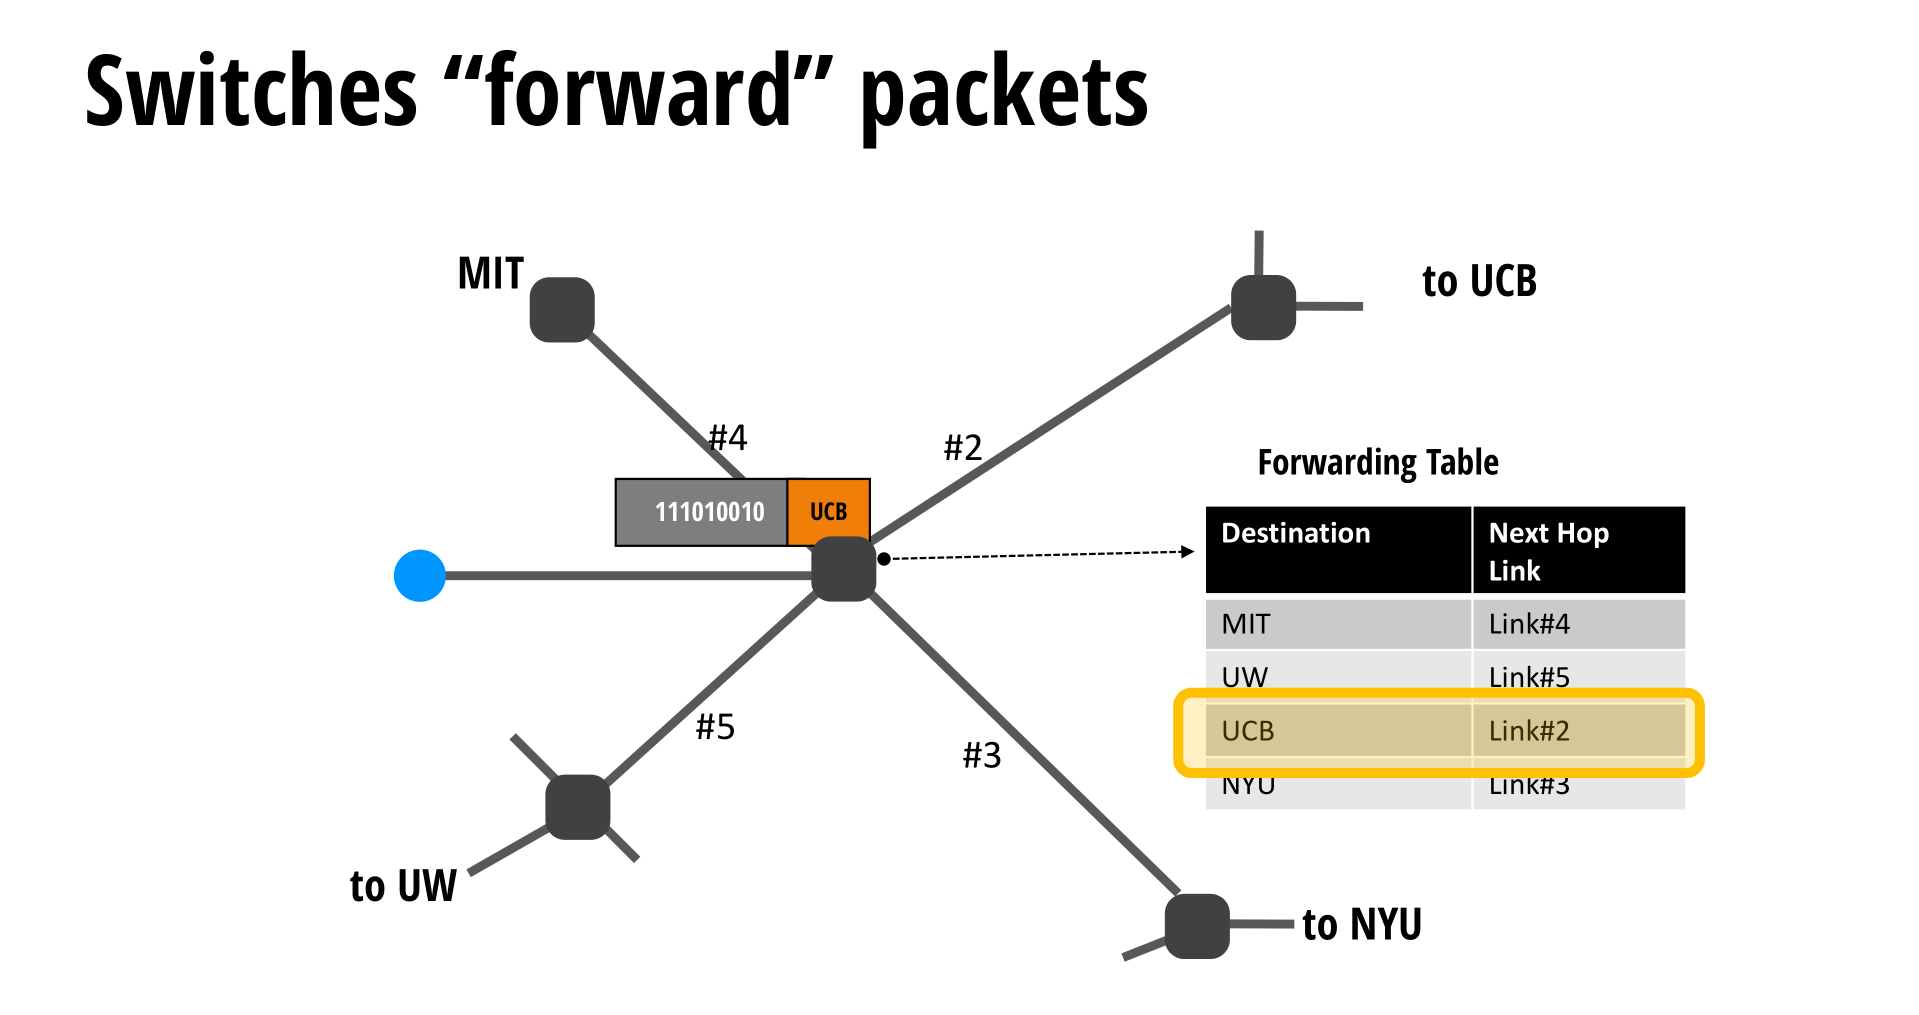 Switches “forward” packets
MIT
to UCB
#4
#2
Forwarding Table
111010010
UCB
Destination
Next Hop
Link
MIT
Link#4
UW
Link#5
UCB
Link#2
NYU
Link#3
#5
#3
to UW
to NYU